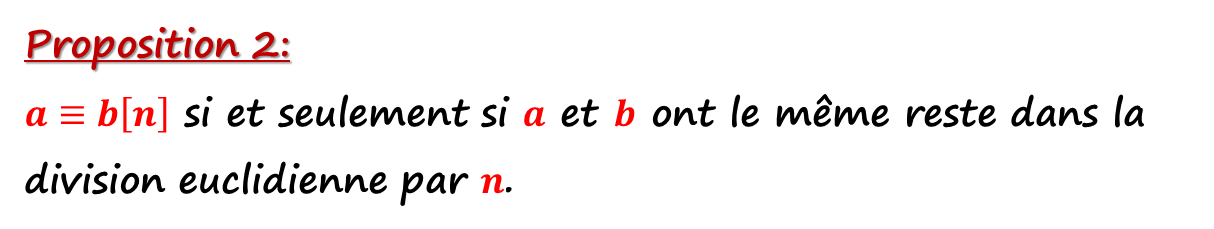 Proposition 2:
a ≡ b[n] si et seulement si a et b ont le même reste dans la
division euclidienne par n.